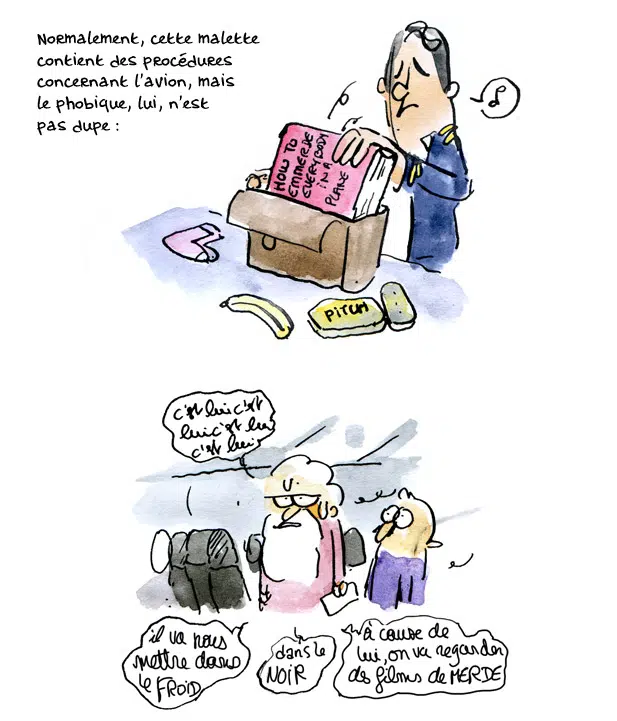 Normalement, cette malette
contient des procédures
concernant l'avion, mais
le phobique, lui, n'est
pas dupe :
HOW TO
EMMERDE
EVERYBODY
IN A
PLANE
PITCH
c'est lui c'est
lui c'est lui
c'est lui
il va nous
mettre dans
le FROID
dans le
NOIR
à cause de
lui, on va regarder
des films de MERDE